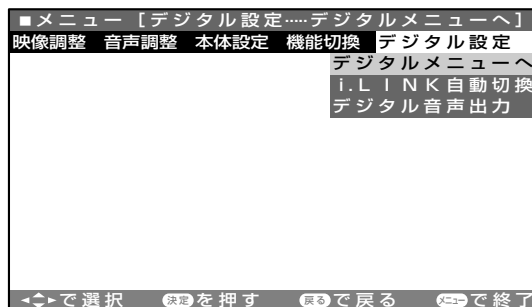 ■メニュー [デジタル設定‥‥デジタルメニューへ]
映像調整 音声調整 本体設定 機能切換 デジタル設定
デジタルメニューへ
i.LINK自動切換
デジタル音声出力
で選択 決定を押す 戻るで戻る メニューで終了